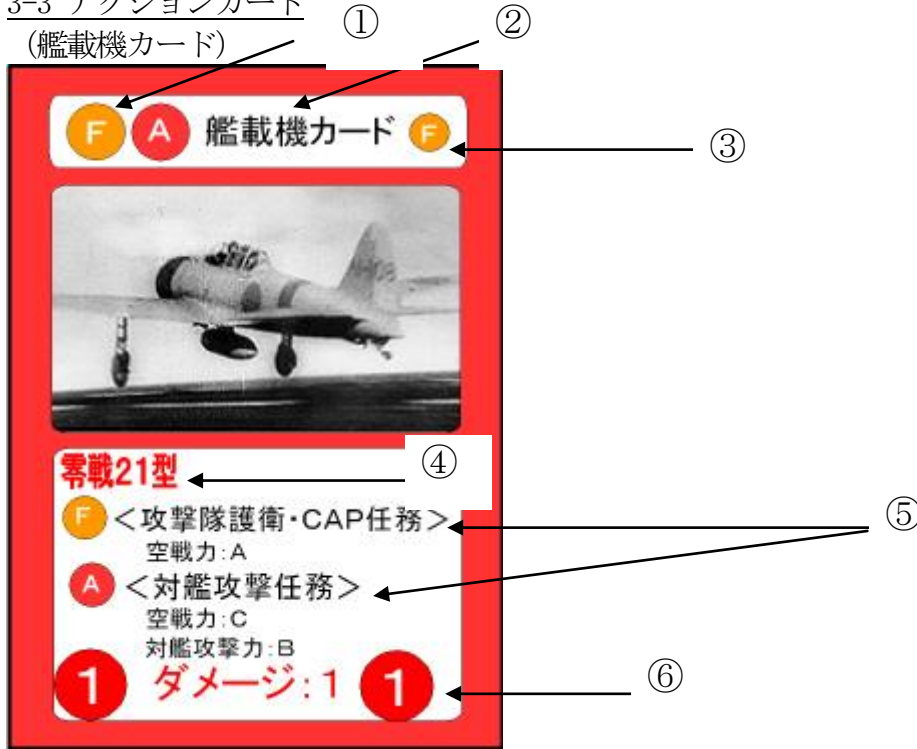 3-3 アクションカード
① ②
(艦載機カード)
F A 艦載機カード F
③
零戦21型
④
F <攻撃隊護衛・CAP任務>
⑤
空戦力:A
A <対艦攻撃任務>
空戦力:C
対艦攻撃力:B
1 ダメージ:1 1
⑥